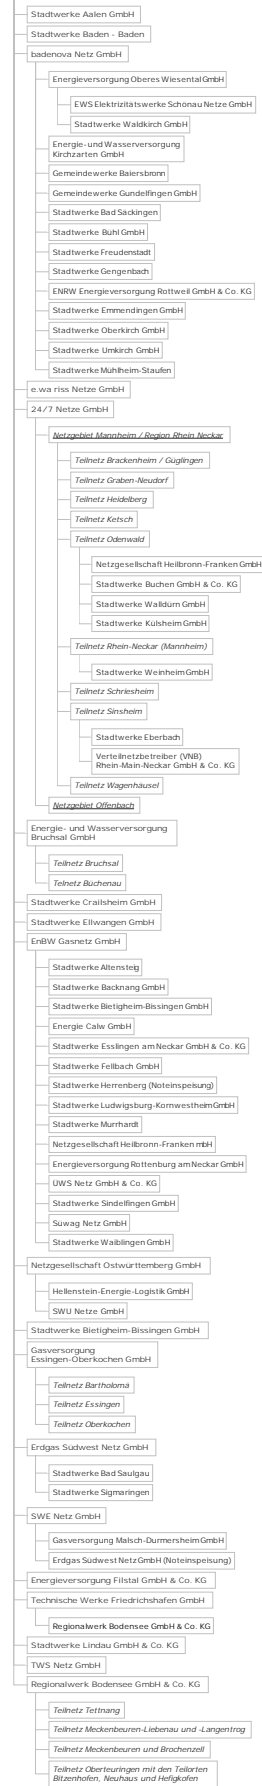 Stadtwerke Aalen GmbH
Stadtwerke Baden - Baden
badenova Netz GmbH
Energieversorgung Oberes Wiesental GmbH
EWS Elektrizitätswerke Schönau Netze GmbH
Stadtwerke Waldkirch GmbH
Energie- und Wasserversorgung
Kirchzarten GmbH
Gemeindewerke Baiersbronn
Gemeindewerke Gundelfingen GmbH
Stadtwerke Bad Säckingen
Stadtwerke Bühl GmbH
Stadtwerke Freudenstadt
Stadtwerke Gengenbach
ENRW Energieversorgung Rottweil GmbH & Co. KG
Stadtwerke Emmendingen GmbH
Stadtwerke Oberkirch GmbH
Stadtwerke Umkirch GmbH
Stadtwerke Mühlheim-Staufen
e.wa riss Netze GmbH
24/7 Netze GmbH
Netzgebiet Mannheim / Region Rhein Neckar
Teilnetz Brackenheim / Güglingen
Teilnetz Graben-Neudorf
Teilnetz Heidelberg
Teilnetz Ketsch
Teilnetz Odenwald
Netzgesellschaft Heilbronn-Franken GmbH
Stadtwerke Buchen GmbH & Co. KG
Stadtwerke Walldürn GmbH
Stadtwerke Külsheim GmbH
Teilnetz Rhein-Neckar (Mannheim)
Stadtwerke Weinheim GmbH
Teilnetz Schriesheim
Teilnetz Sinsheim
Stadtwerke Eberbach
Verteilnetzbetreiber (VNB)
Rhein-Main-Neckar GmbH & Co. KG
Teilnetz Wagenhäusel
Netzgebiet Offenbach
Energie- und Wasserversorgung
Bruchsal GmbH
Teilnetz Bruchsal
Telnetz Büchenau
Stadtwerke Crailsheim GmbH
Stadtwerke Ellwangen GmbH
EnBW Gasnetz GmbH
Stadtwerke Altensteig
Stadtwerke Backnang GmbH
Stadtwerke Bietigheim-Bissingen GmbH
Energie Calw GmbH
Stadtwerke Esslingen am Neckar GmbH & Co. KG
Stadtwerke Fellbach GmbH
Stadtwerke Herrenberg (Noteinspeisung)
Stadtwerke Ludwigsburg-Kornwestheim GmbH
Stadtwerke Murrhardt
Netzgesellschaft Heilbronn-Franken mbH
Energieversorgung Rottenburg am Neckar GmbH
ÜWS Netz GmbH & Co. KG
Stadtwerke Sindelfingen GmbH
Süwag Netz GmbH
Stadtwerke Waiblingen GmbH
Netzgesellschaft Ostwürttemberg GmbH
Hellenstein-Energie-Logistik GmbH
SWU Netze GmbH
Stadtwerke Bietigheim-Bissingen GmbH
Gasversorgung
Essingen-Oberkochen GmbH
Teilnetz Bartholomä
Teilnetz Essingen
Teilnetz Oberkochen
Erdgas Südwest Netz GmbH
Stadtwerke Bad Saulgau
Stadtwerke Sigmaringen
SWE Netz GmbH
Gasversorgung Malsch-Durmersheim GmbH
Erdgas Südwest Netz GmbH (Noteinspeisung)
Energieversorgung Filstal GmbH & Co. KG
Technische Werke Friedrichshafen GmbH
Regionalwerk Bodensee GmbH & Co. KG
Stadtwerke Lindau GmbH & Co. KG
TWS Netz GmbH
Regionalwerk Bodensee GmbH & Co. KG
Teilnetz Tettnang
Teilnetz Meckenbeuren-Liebenau und -Langentrog
Teilnetz Meckenbeuren und Brochenzell
Teilnetz Oberteuringen mit den Teilorten
Bitzenhofen, Neuhaus und Hefigkofen